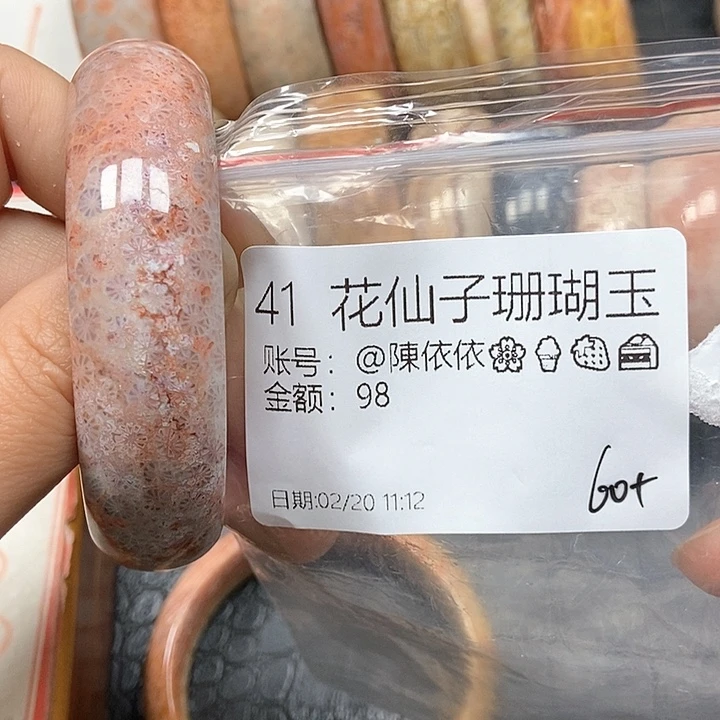 41 花仙子珊瑚玉
账号: @陳依依🌸🧁🍓🍰
金额: 98
日期:02/20 11:12
60+